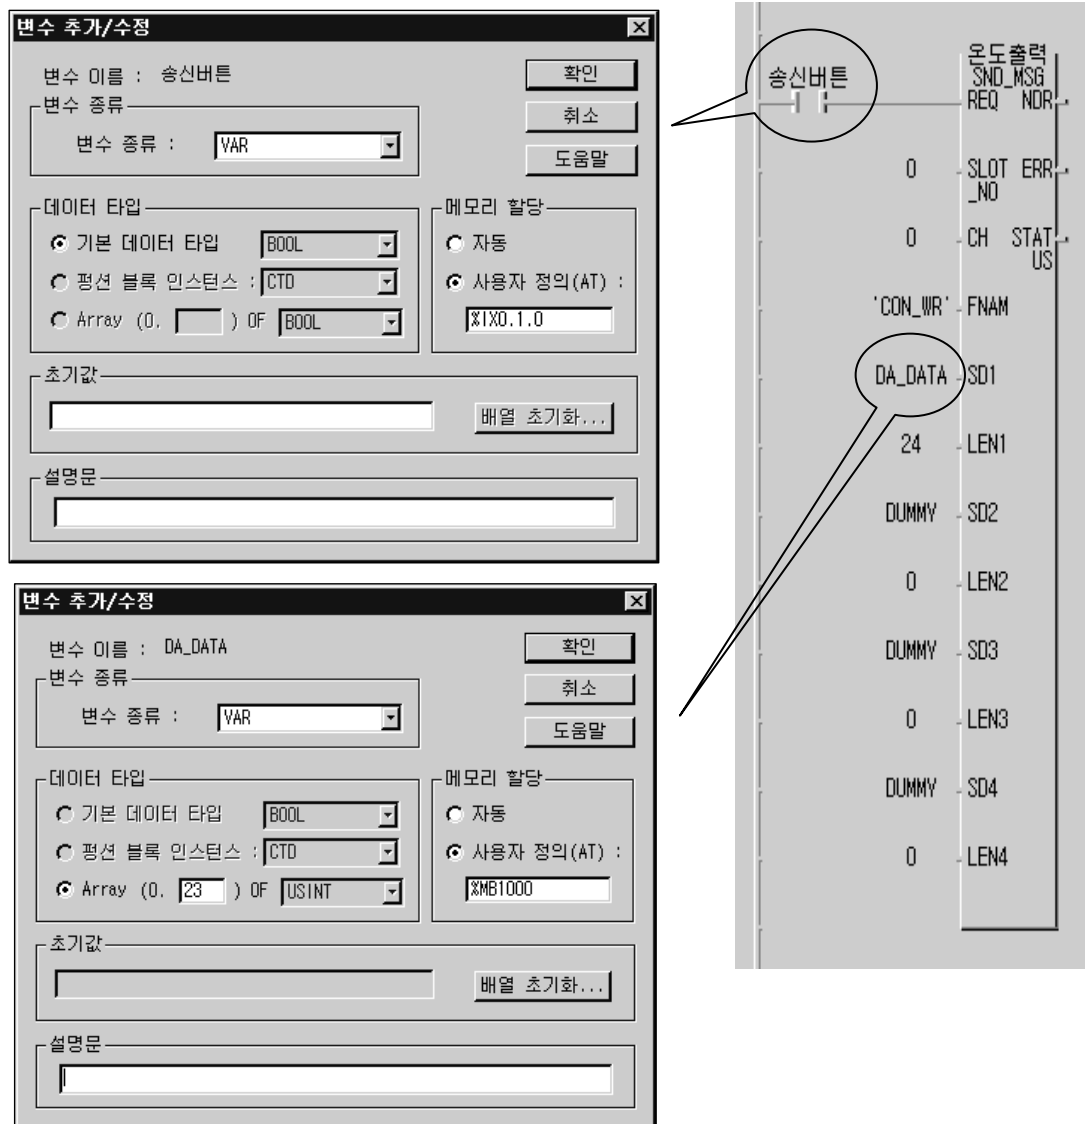 변수 추가/수정
변수 이름 : 송신버튼
확인
변수 종류
취소
변수 종류 : VAR
도움말
데이터 타입
메모리 할당
기본 데이터 타입 BOOL
자동
펑션 블록 인스턴스 : CTD
사용자 정의(AT) :
Array (0. ) OF BOOL
%IX0.1.0
초기값
배열 초기화...
설명문
변수 추가/수정
변수 이름 : DA_DATA
확인
변수 종류
취소
변수 종류 : VAR
도움말
데이터 타입
메모리 할당
기본 데이터 타입 BOOL
자동
펑션 블록 인스턴스 : CTD
사용자 정의(AT) :
Array (0. 23 ) OF USINT
%MB1000
초기값
배열 초기화...
설명문
온도출력
송신버튼 SND_MSG
REQ NDR
0 SLOT ERR
_NO
0 CH STAT
US
'CON_WR' FNAM
DA_DATA SD1
24 LEN1
DUMMY SD2
0 LEN2
DUMMY SD3
0 LEN3
DUMMY SD4
0 LEN4